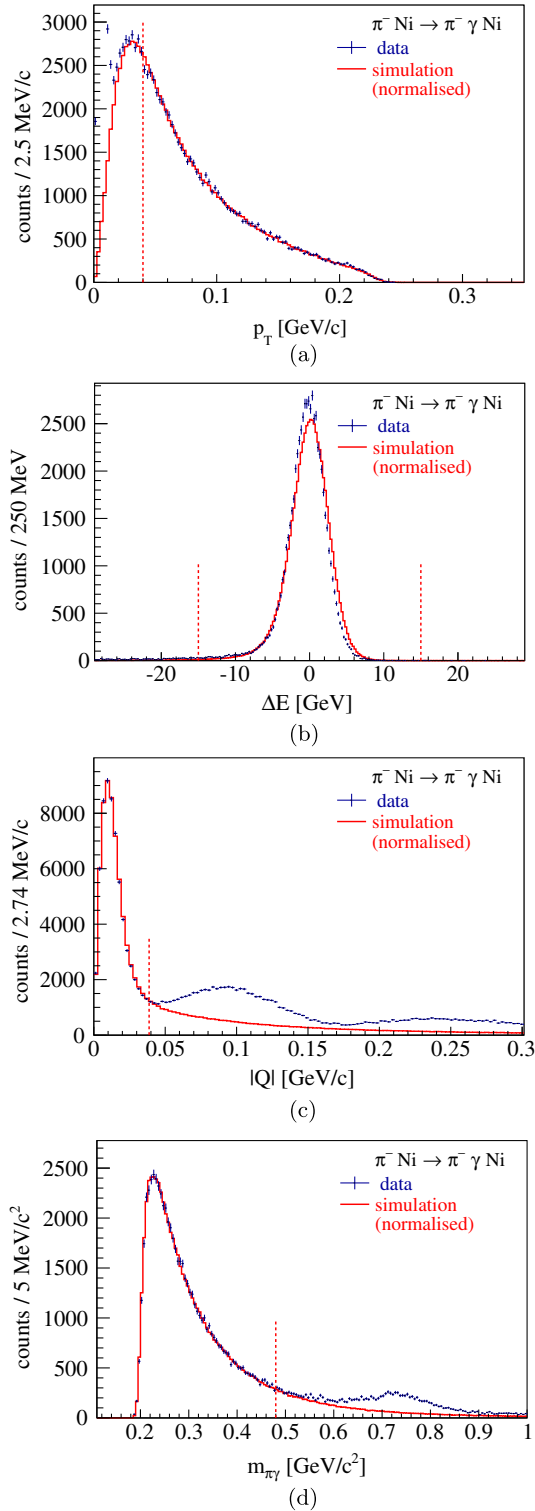 π⁻ Ni → π⁻ γ Ni
data
simulation
(normalised)
counts / 2.5 MeV/c
3000
2500
2000
1500
1000
500
0
0 0.1 0.2 0.3
p_T [GeV/c]
(a)
π⁻ Ni → π⁻ γ Ni
data
simulation
(normalised)
counts / 250 MeV
2500
2000
1500
1000
500
0
-20 -10 0 10 20
ΔE [GeV]
(b)
π⁻ Ni → π⁻ γ Ni
data
simulation
(normalised)
counts / 2.74 MeV/c
8000
6000
4000
2000
0
0 0.05 0.1 0.15 0.2 0.25 0.3
|Q| [GeV/c]
(c)
π⁻ Ni → π⁻ γ Ni
data
simulation
(normalised)
counts / 5 MeV/c²
2500
2000
1500
1000
500
0
0.2 0.3 0.4 0.5 0.6 0.7 0.8 0.9 1
m_πγ [GeV/c²]
(d)